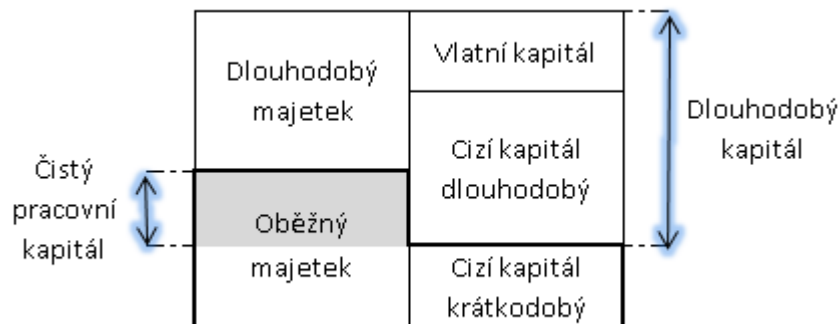 Dlouhodobý
majetek
Vlatní kapitál
Dlouhodobý
kapitál
Cizí kapitál
dlouhodobý
Čistý
pracovní
kapitál
Oběžný
majetek
Cizí kapitál
krátkodobý